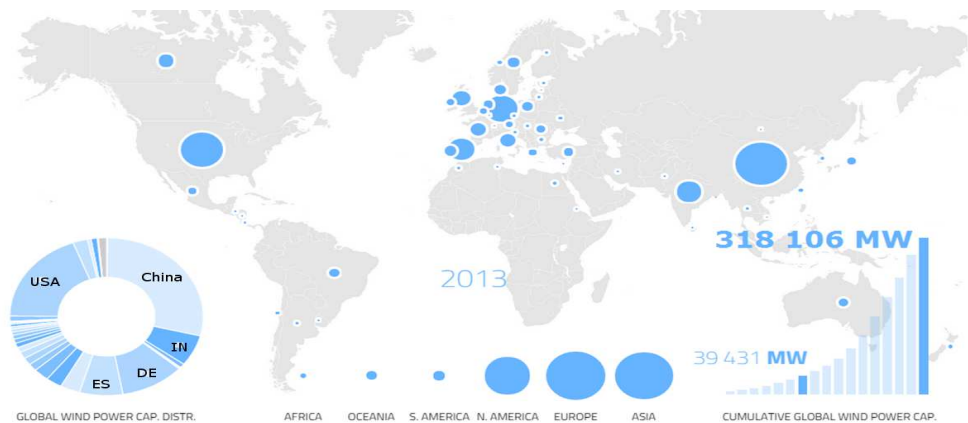 318 106 MW
USA
China
2013
39 431 MW
IN
DE
ES
GLOBAL WIND POWER CAP. DISTR.
AFRICA
OCEANIA
S. AMERICA
N. AMERICA
EUROPE
ASIA
CUMULATIVE GLOBAL WIND POWER CAP.